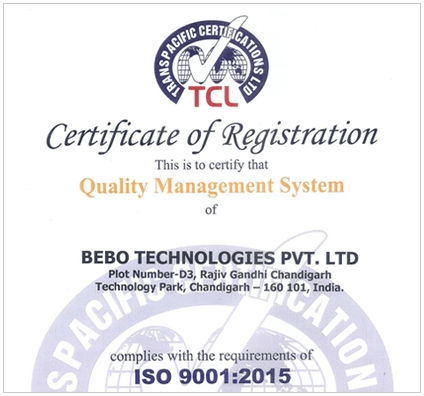 TRANSPACIFIC CERTIFICATIONS LTD
TCL
Certificate of Registration
This is to certify that
Quality Management System
of
BEBO TECHNOLOGIES PVT. LTD
Plot Number-D3, Rajiv Gandhi Chandigarh
Technology Park, Chandigarh – 160 101, India.
complies with the requirements of
ISO 9001:2015